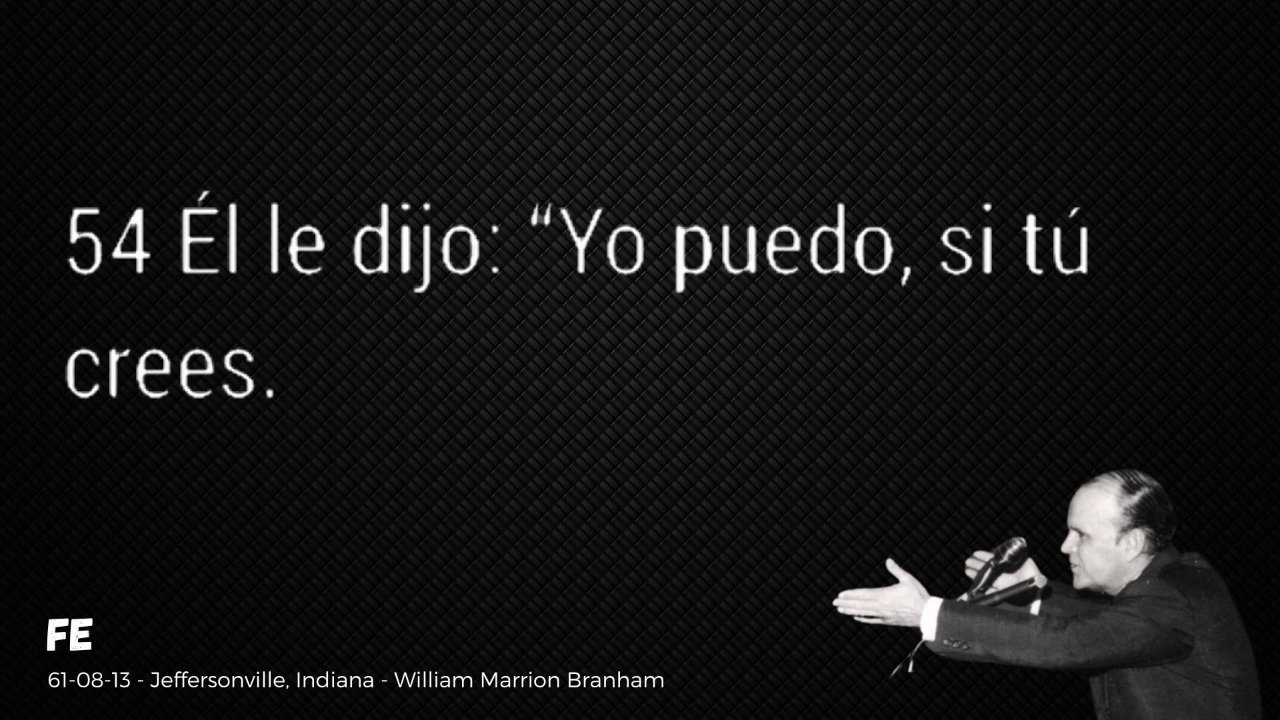 54 Él le dijo: “Yo puedo, si tú
crees.
FE
61-08-13 - Jeffersonville, Indiana - William Marrion Branham